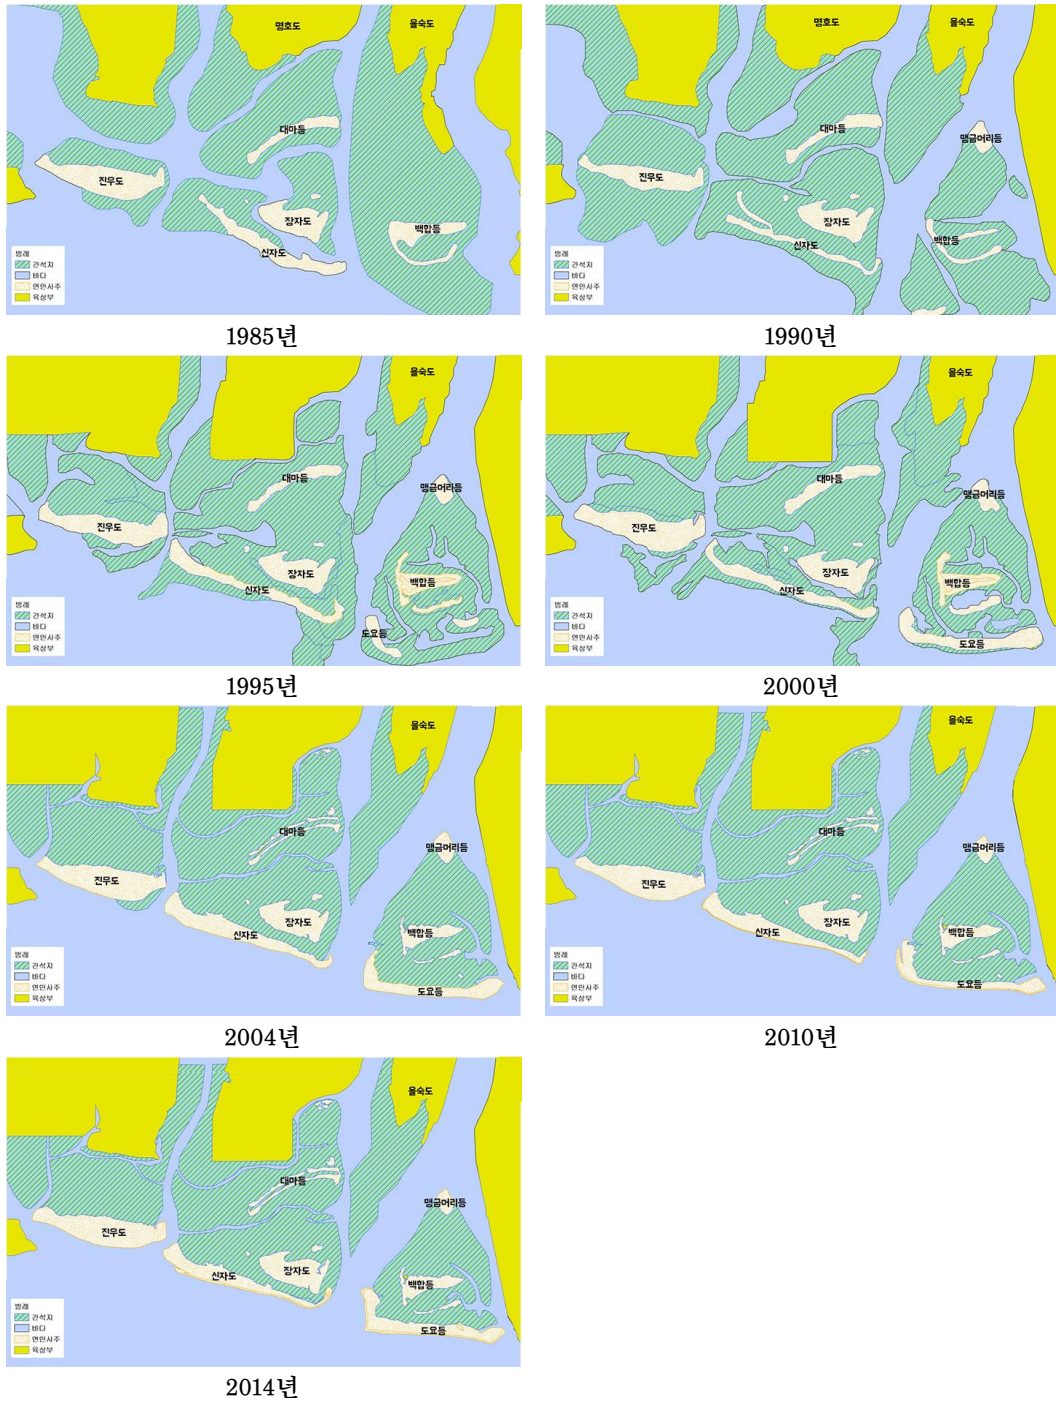 명호도
을숙도
대마등
진우도
장자도
백합등
신자도
범례
간석지
바다
연안사주
육상부
1985년
명호도
을숙도
대마등
맹금머리등
진우도
장자도
백합등
신자도
범례
간석지
바다
연안사주
육상부
1990년
을숙도
대마등
맹금머리등
진우도
장자도
백합등
신자도
도요등
범례
간석지
바다
연안사주
육상부
1995년
을숙도
대마등
맹금머리등
진우도
장자도
백합등
신자도
도요등
범례
간석지
바다
연안사주
육상부
2000년
을숙도
대마등
맹금머리등
진우도
장자도
백합등
신자도
도요등
범례
간석지
바다
연안사주
육상부
2004년
을숙도
대마등
맹금머리등
진우도
장자도
백합등
신자도
도요등
범례
간석지
바다
연안사주
육상부
2010년
을숙도
대마등
맹금머리등
진우도
장자도
백합등
신자도
도요등
범례
간석지
바다
연안사주
육상부
2014년